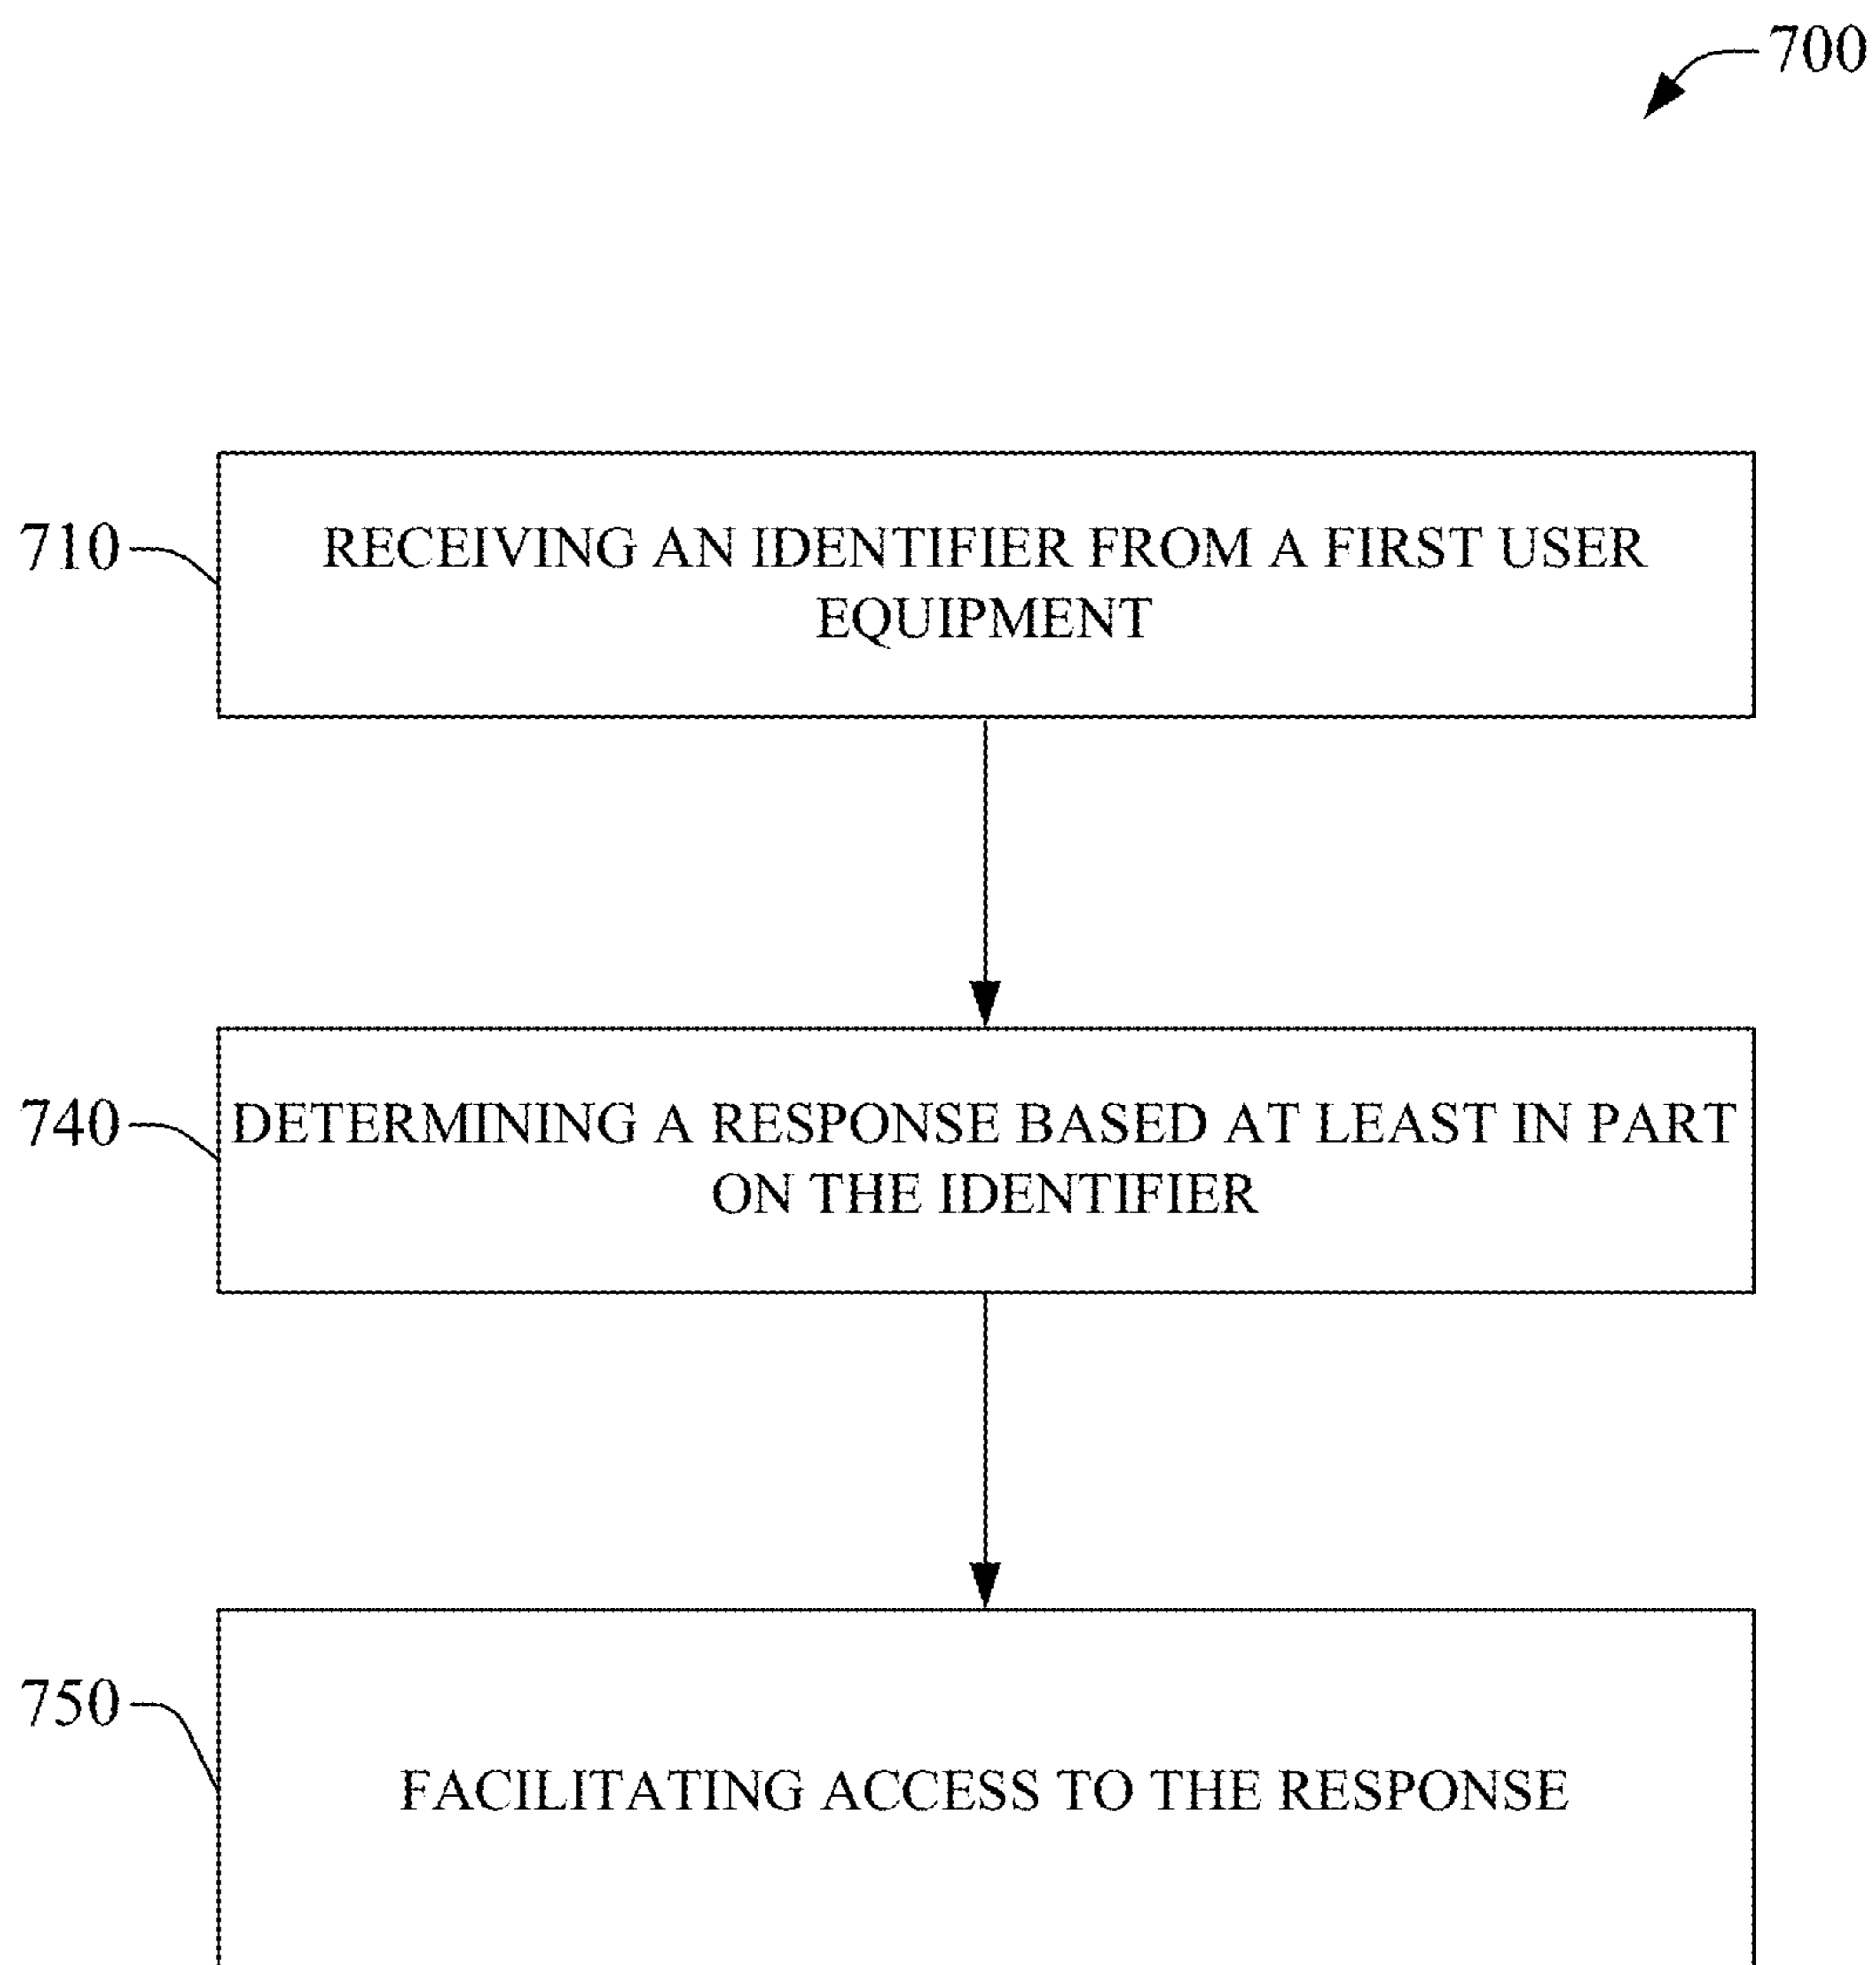 700
710
RECEIVING AN IDENTIFIER FROM A FIRST USER
EQUIPMENT
740
DETERMINING A RESPONSE BASED AT LEAST IN PART
ON THE IDENTIFIER
750
FACILITATING ACCESS TO THE RESPONSE